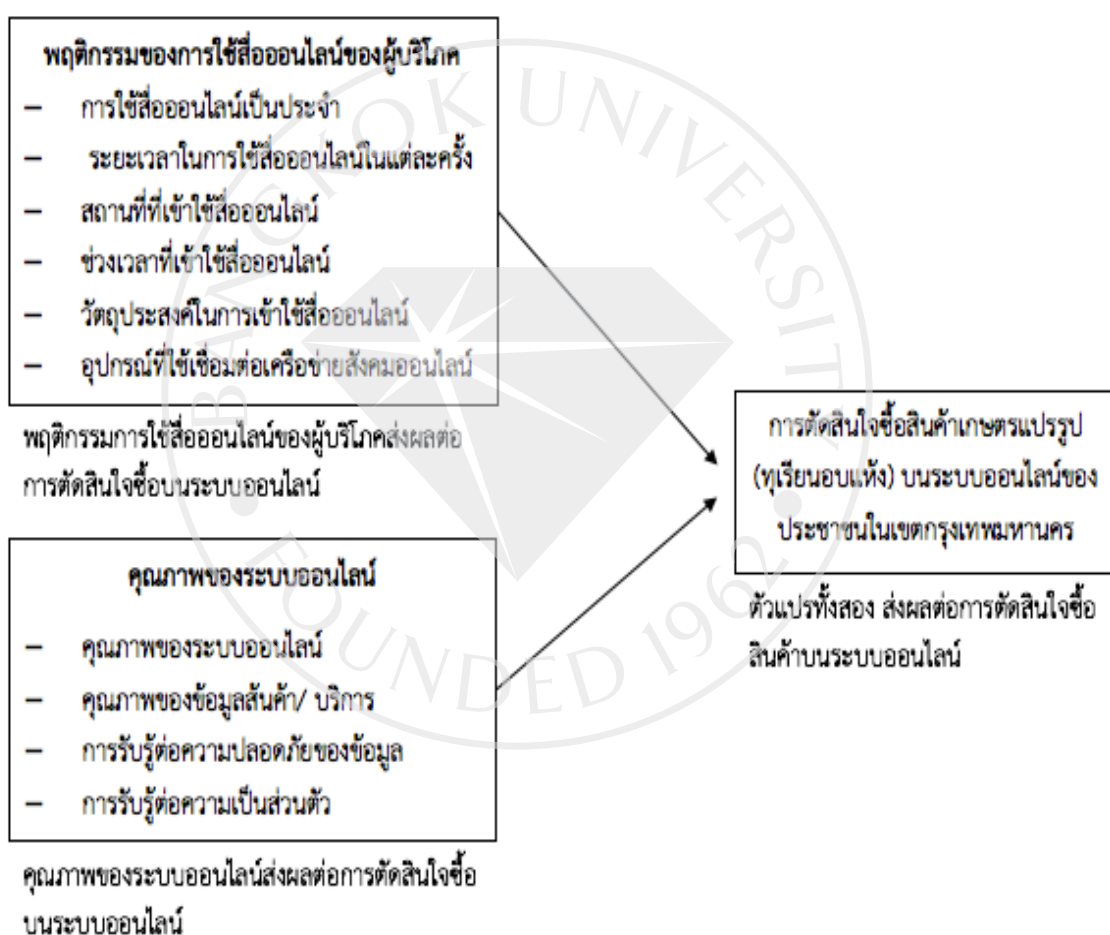 พฤติกรรมของการใช้สื่อออนไลน์ของผู้บริโภค
– การใช้สื่อออนไลน์เป็นประจำ
– ระยะเวลาในการใช้สื่อออนไลน์ในแต่ละครั้ง
– สถานที่ที่เข้าใช้สื่อออนไลน์
– ช่วงเวลาที่เข้าใช้สื่อออนไลน์
– วัตถุประสงค์ในการเข้าใช้สื่อออนไลน์
– อุปกรณ์ที่ใช้เชื่อมต่อเครือข่ายสังคมออนไลน์
พฤติกรรมการใช้สื่อออนไลน์ของผู้บริโภคส่งผลต่อ
การตัดสินใจซื้อบนระบบออนไลน์
คุณภาพของระบบออนไลน์
– คุณภาพของระบบออนไลน์
– คุณภาพของข้อมูลสันค้า/ บริการ
– การรับรู้ต่อความปลอดภัยของข้อมูล
– การรับรู้ต่อความเป็นส่วนตัว
คุณภาพของระบบออนไลน์ส่งผลต่อการตัดสินใจซื้อ
บนระบบออนไลน์
การตัดสินใจซื้อสินค้าเกษตรแปรรูป
(ทุเรียนอบแห้ง) บนระบบออนไลน์ของ
ประชาชนในเขตกรุงเทพมหานคร
ตัวแปรทั้งสอง ส่งผลต่อการตัดสินใจซื้อ
สินค้าบนระบบออนไลน์
BANGKOK UNIVERSITY
FOUNDED 1962